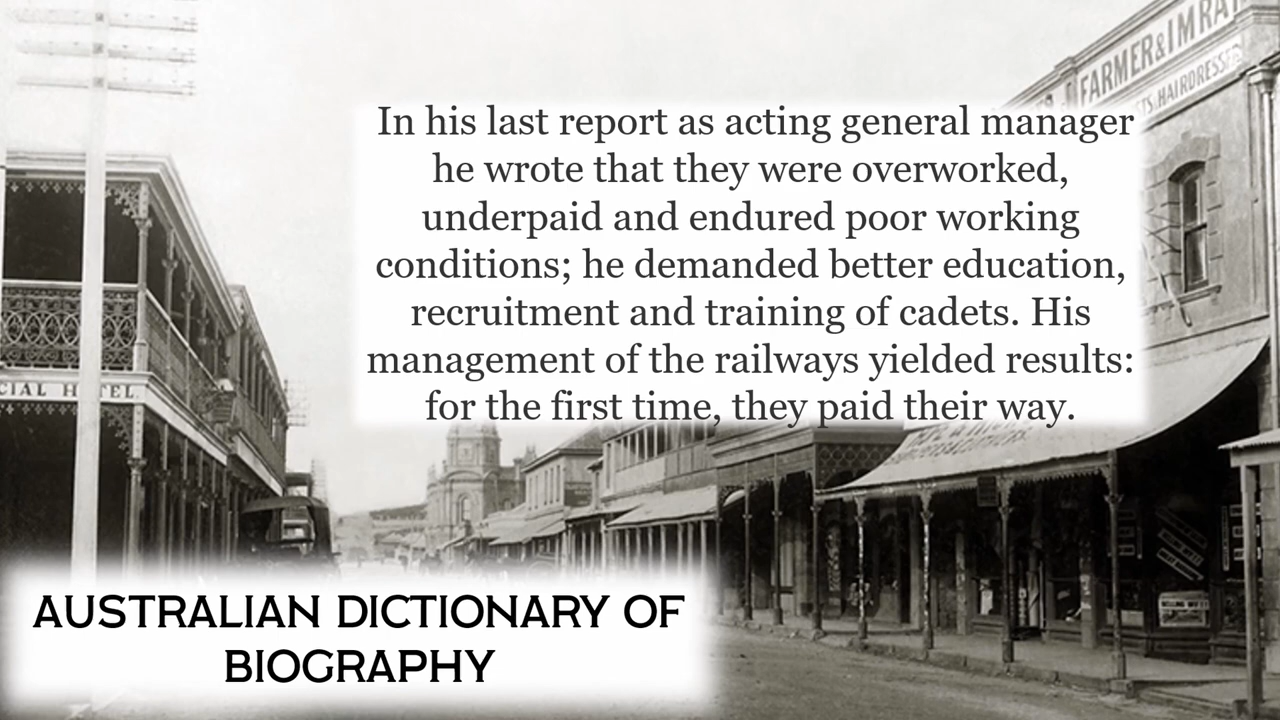 FARMER & IMRA
HAIRDRESSE
In his last report as acting general manager
he wrote that they were overworked,
underpaid and endured poor working
conditions; he demanded better education,
recruitment and training of cadets. His
management of the railways yielded results:
for the first time, they paid their way.
CIAL HOTEL
AUSTRALIAN DICTIONARY OF
BIOGRAPHY